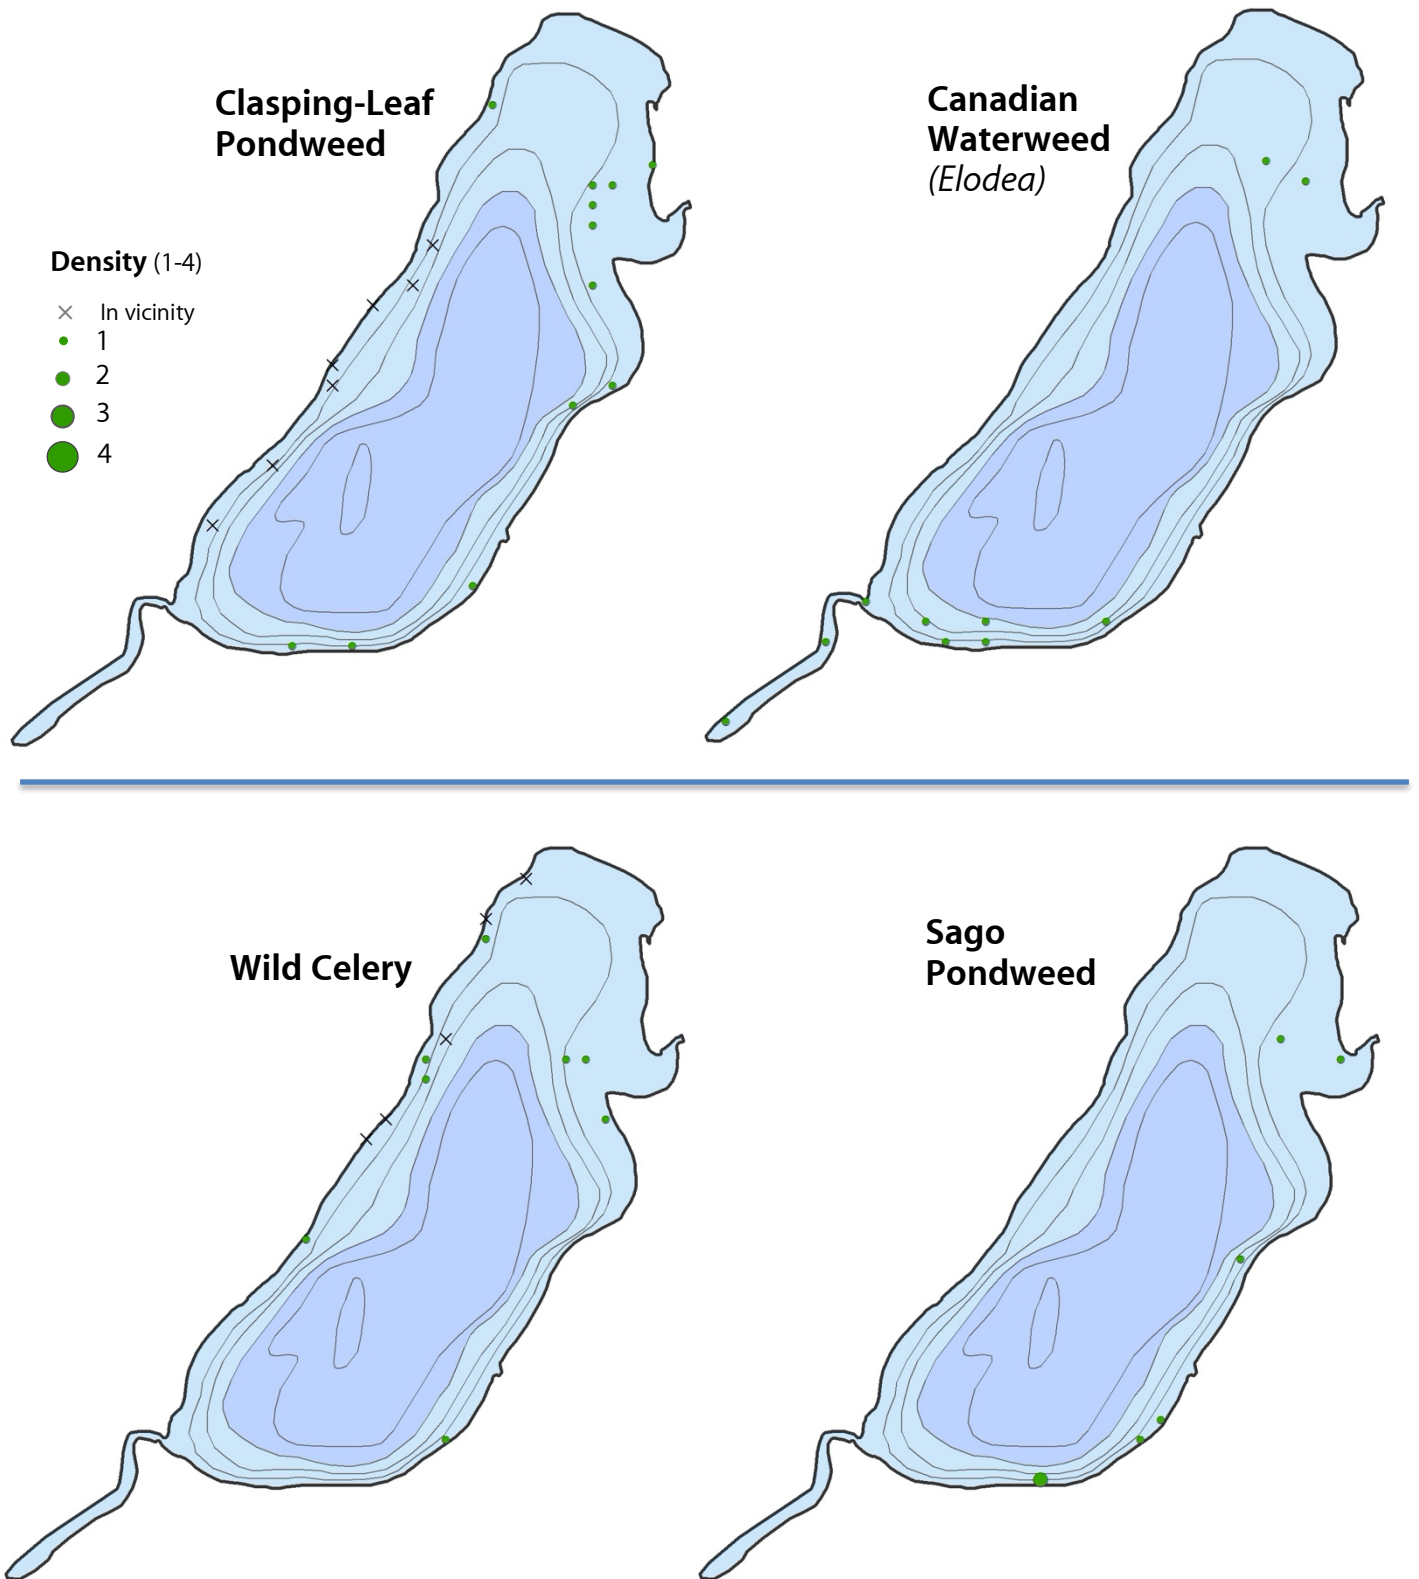 Clasping-Leaf
Pondweed
Canadian
Waterweed
(Elodea)
Density (1-4)
In vicinity
1
2
3
4
Wild Celery
Sago
Pondweed